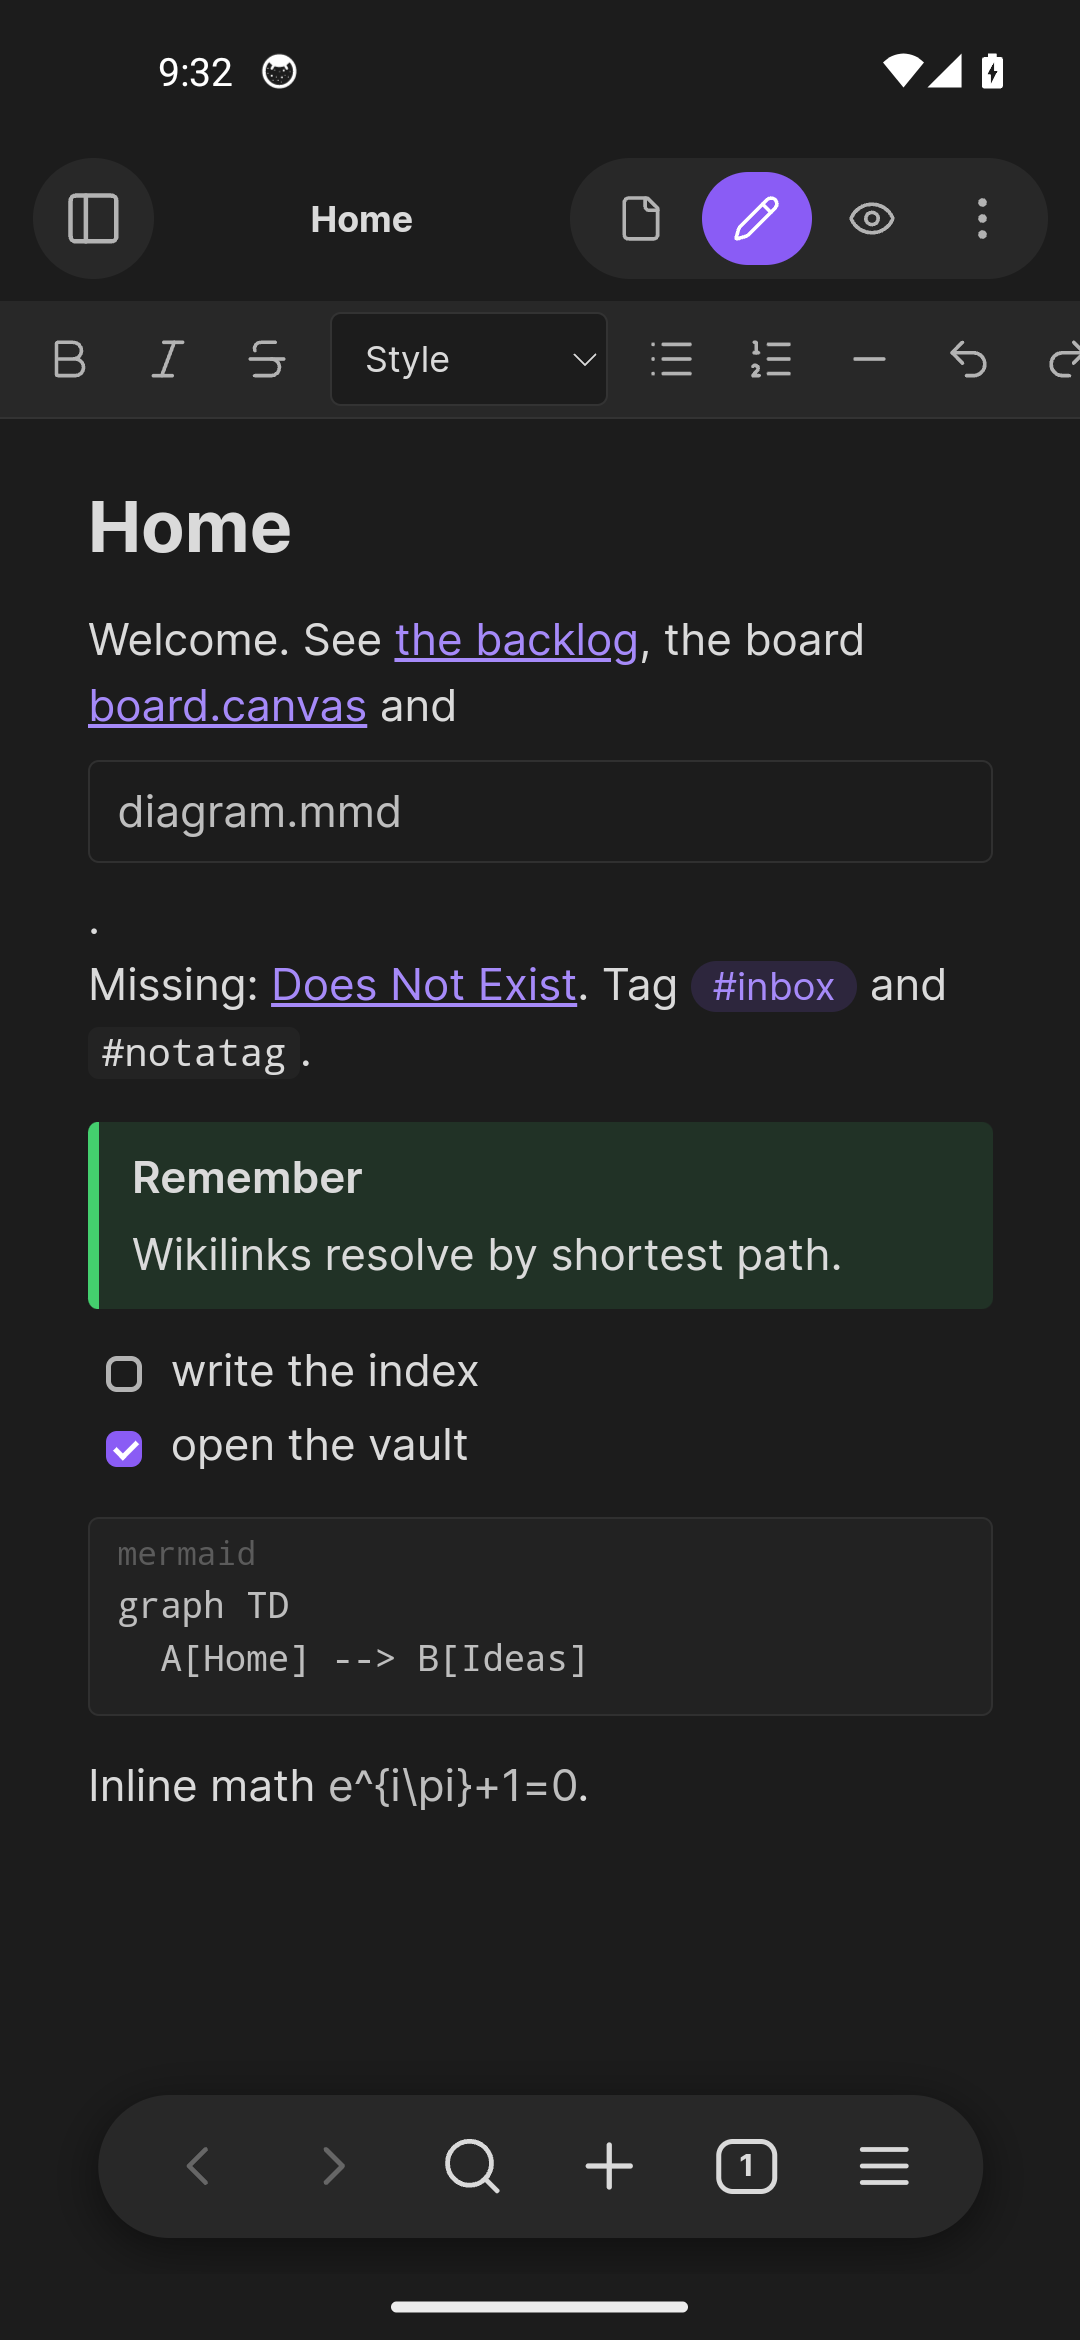 9:32
Home
Style
Home
Welcome. See the backlog, the board
board.canvas and
diagram.mmd
.
Missing: Does Not Exist. Tag #inbox and
#notatag.
Remember
Wikilinks resolve by shortest path.
write the index
open the vault
mermaid
graph TD
  A[Home] --> B[Ideas]
Inline math e^{i\pi}+1=0.
1